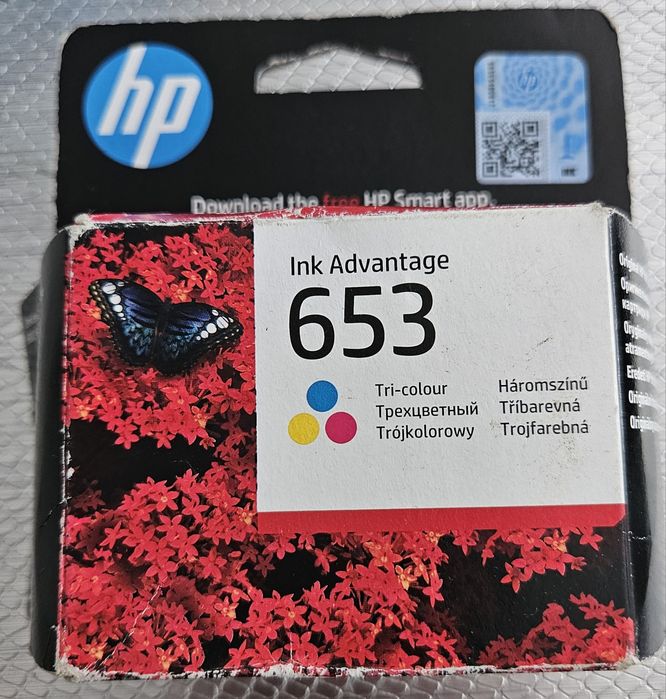 hp
Download the free HP Smart app.
Ink Advantage
653
Tri-colour
Трехцветный
Trójkolorowy
Háromszínű
Tříbarevná
Trojfarebná